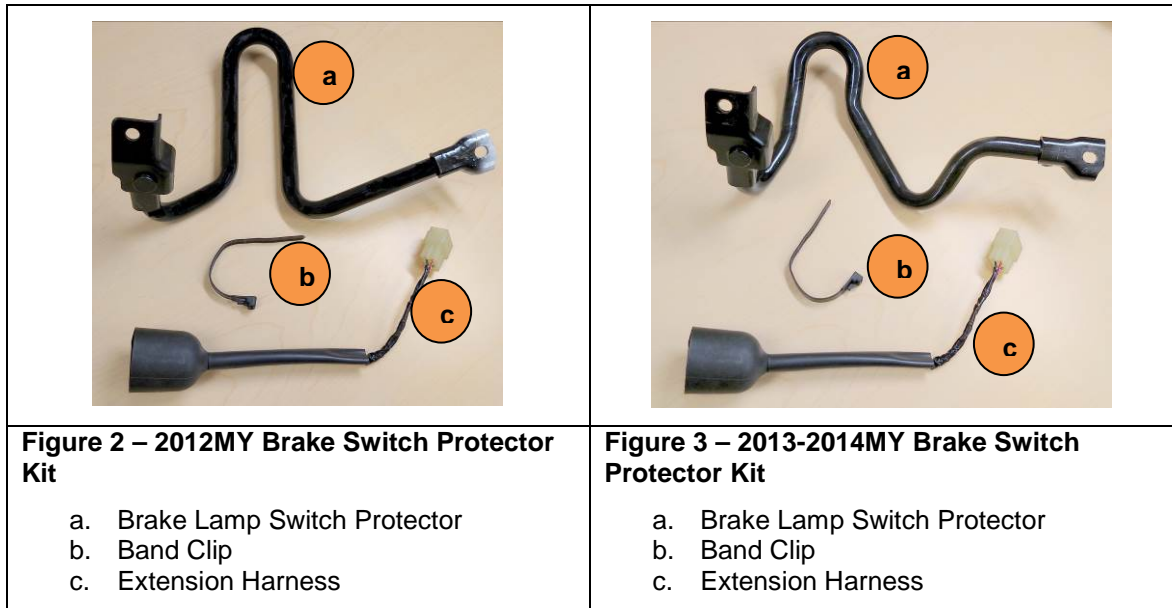 a
b
c
a
b
c
Figure 2 – 2012MY Brake Switch Protector
Kit
a. Brake Lamp Switch Protector
b. Band Clip
c. Extension Harness
Figure 3 – 2013-2014MY Brake Switch
Protector Kit
a. Brake Lamp Switch Protector
b. Band Clip
c. Extension Harness